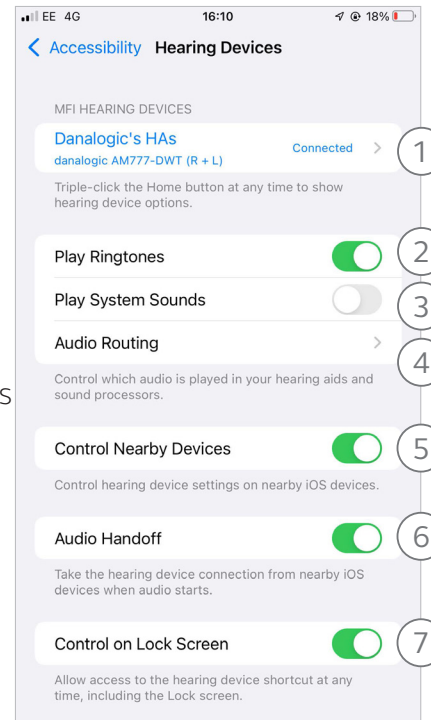 EE 4G 16:10 18%
Accessibility Hearing Devices
MFI HEARING DEVICES
Danalogic's HAs
danalogic AM777-DWT (R + L)
Connected
1
Triple-click the Home button at any time to show
hearing device options.
Play Ringtones
2
Play System Sounds
3
Audio Routing
4
Control which audio is played in your hearing aids and
sound processors.
s
Control Nearby Devices
5
Control hearing device settings on nearby iOS devices.
Audio Handoff
6
Take the hearing device connection from nearby iOS
devices when audio starts.
Control on Lock Screen
7
Allow access to the hearing device shortcut at any
time, including the Lock screen.